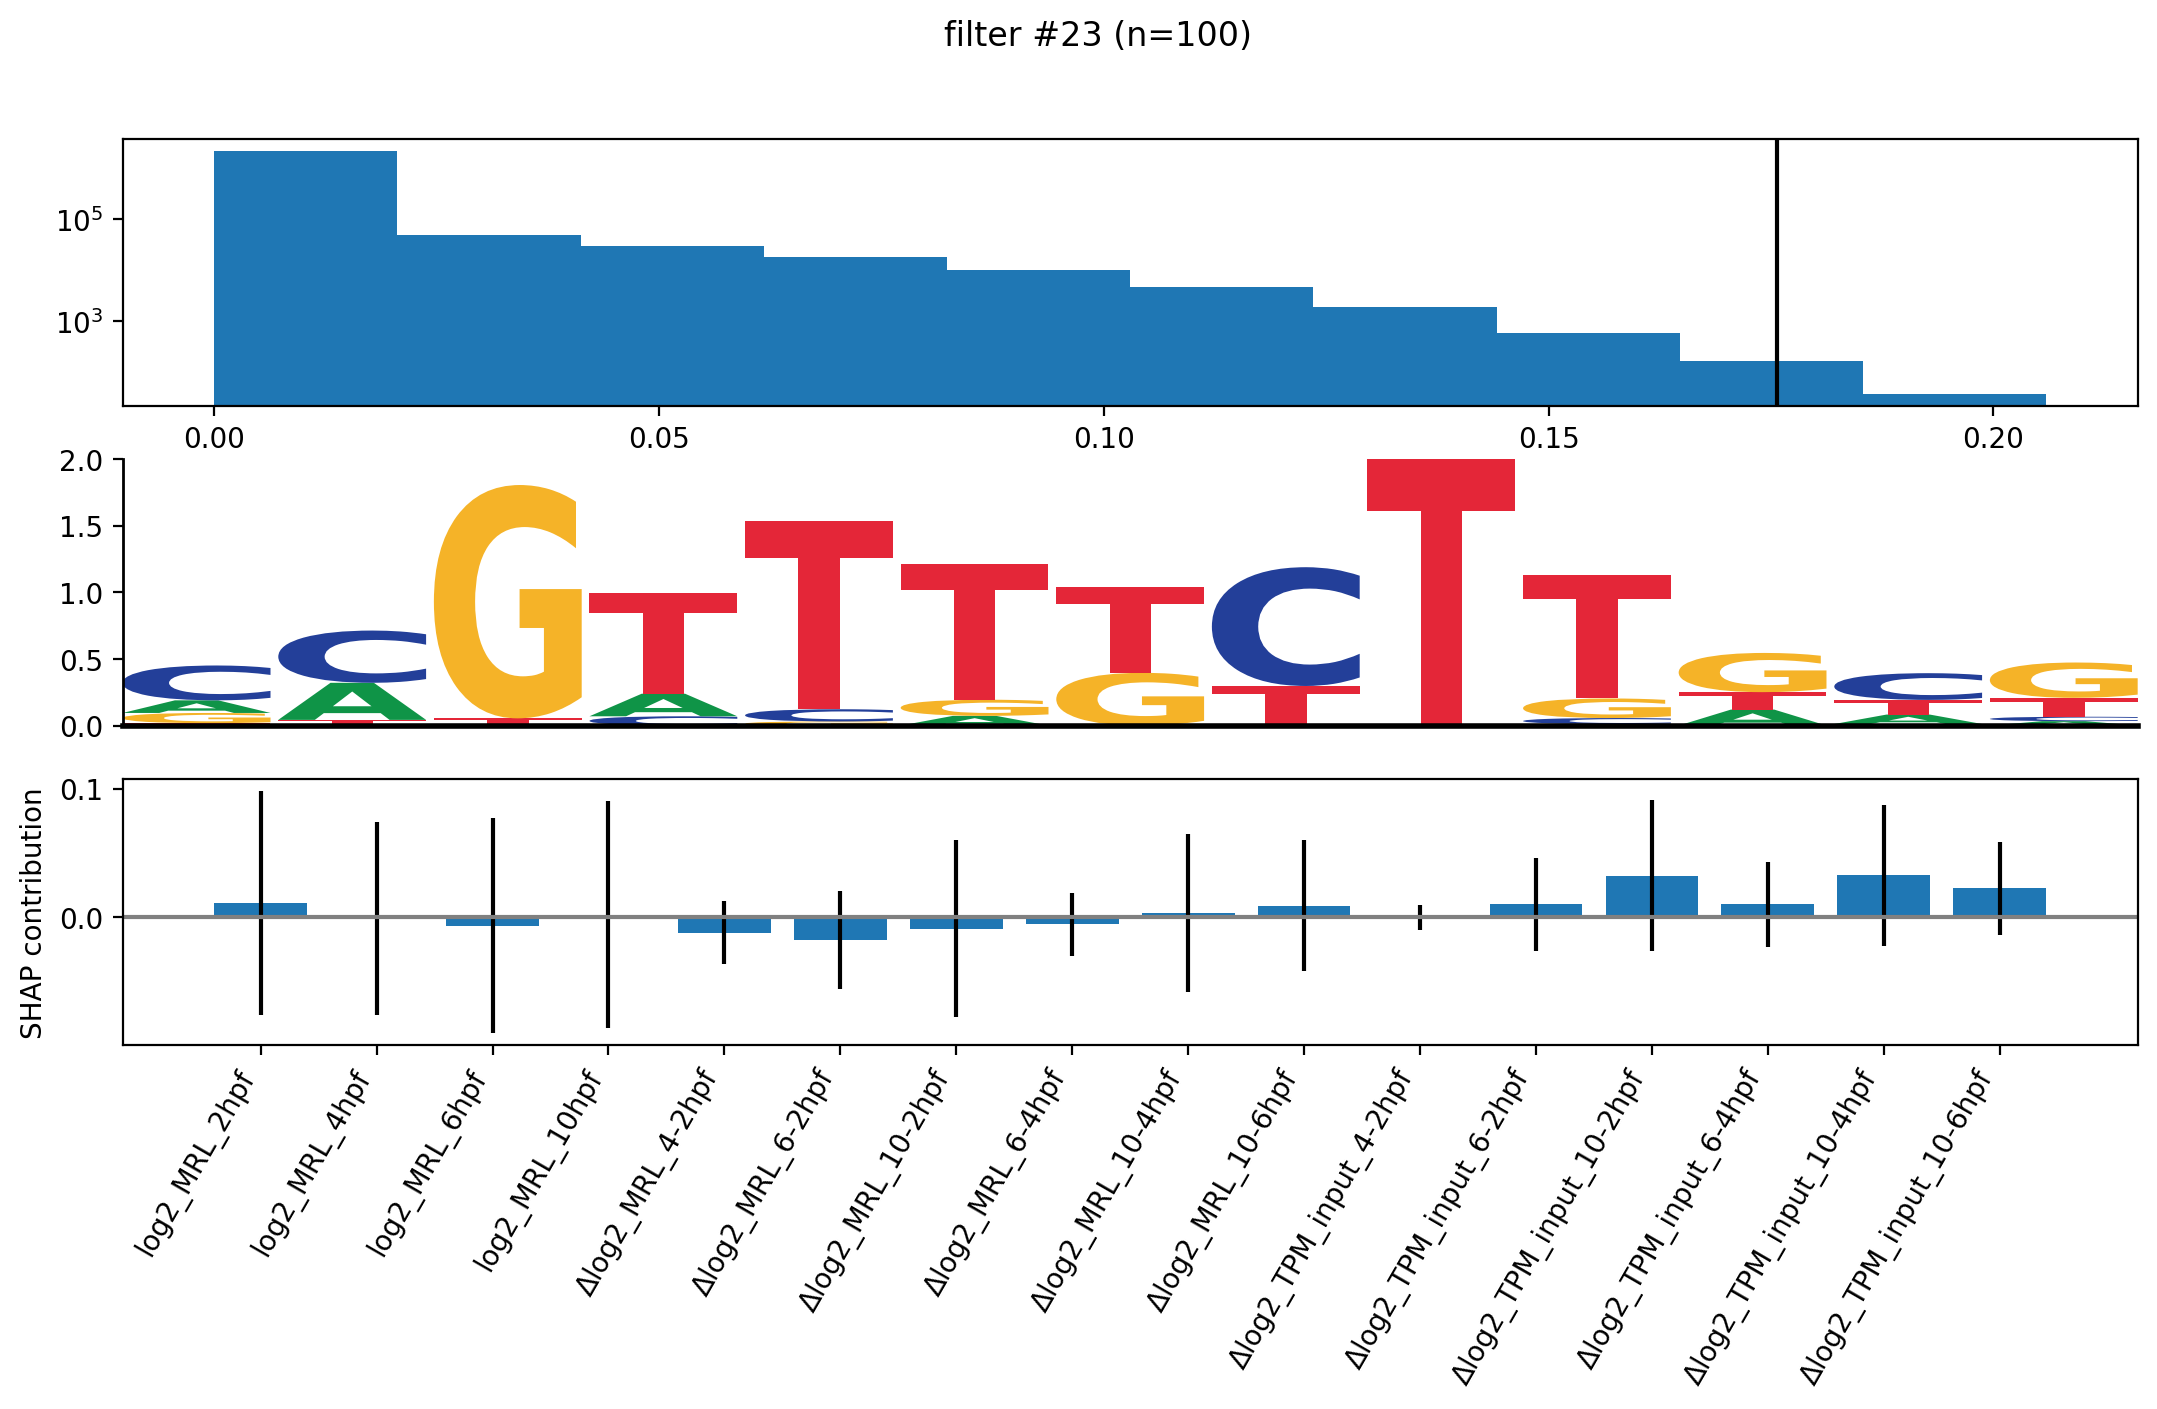 filter #23 (n=100)
10⁵
10³
0.00 0.05 0.10 0.15 0.20
2.0
1.5
1.0
0.5
0.0
C C G T T T T C T T G C G
A A T A C G G T G T T T
G T C A C A A C
SHAP contribution
0.1
0.0
log2_MRL_2hpf
log2_MRL_4hpf
log2_MRL_6hpf
log2_MRL_10hpf
Δlog2_MRL_4-2hpf
Δlog2_MRL_6-2hpf
Δlog2_MRL_10-2hpf
Δlog2_MRL_6-4hpf
Δlog2_MRL_10-4hpf
Δlog2_MRL_10-6hpf
Δlog2_TPM_input_4-2hpf
Δlog2_TPM_input_6-2hpf
Δlog2_TPM_input_10-2hpf
Δlog2_TPM_input_6-4hpf
Δlog2_TPM_input_10-4hpf
Δlog2_TPM_input_10-6hpf